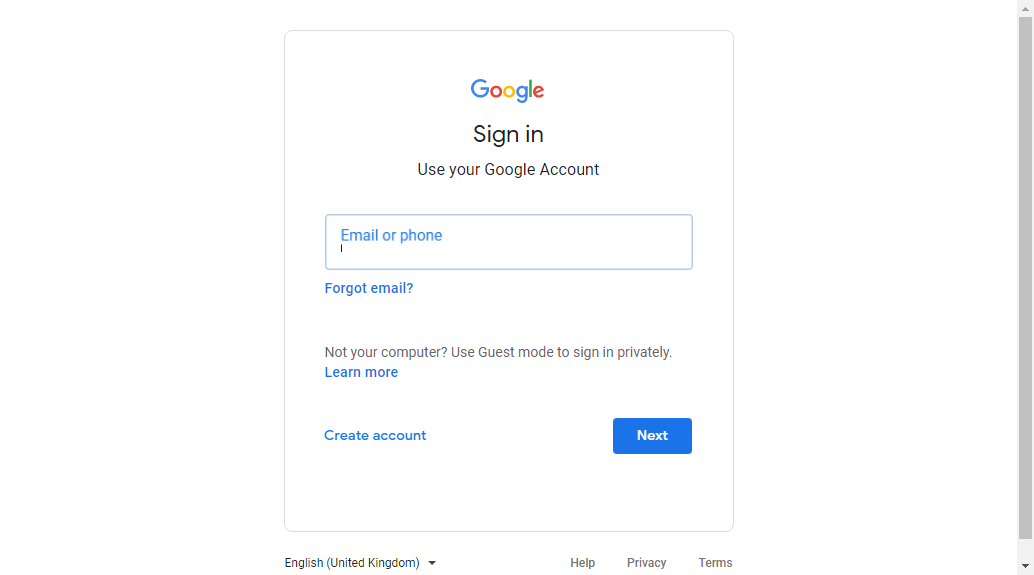 Google
Sign in
Use your Google Account
Email or phone
Forgot email?
Not your computer? Use Guest mode to sign in privately.
Learn more
Create account
Next
English (United Kingdom)
Help
Privacy
Terms